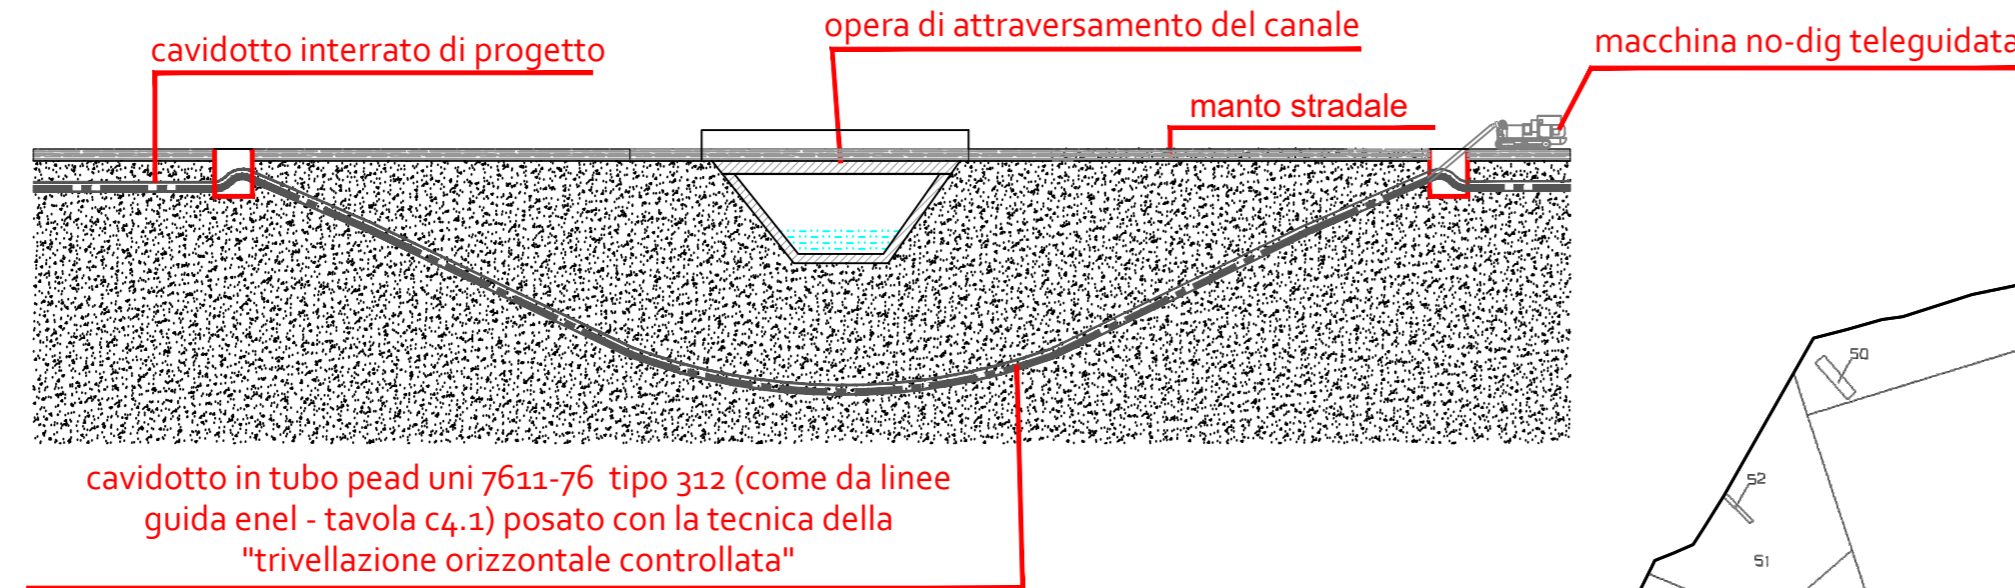 cavidotto interrato di progetto
opera di attraversamento del canale
macchina no-dig teleguidata
manto stradale
cavidotto in tubo pead uni 7611-76 tipo 312 (come da linee
guida enel - tavola c4.1) posato con la tecnica della
"trivellazione orizzontale controllata"
50
52
51